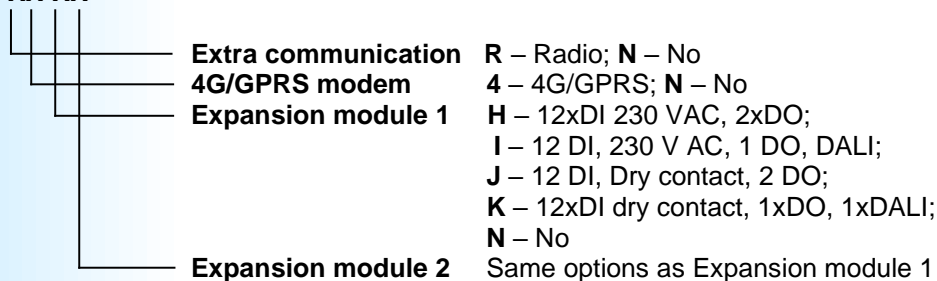 Extra communication R – Radio; N – No
4G/GPRS modem 4 – 4G/GPRS; N – No
Expansion module 1 H – 12xDI 230 VAC, 2xDO;
I – 12 DI, 230 V AC, 1 DO, DALI;
J – 12 DI, Dry contact, 2 DO;
K – 12xDI dry contact, 1xDO, 1xDALI;
N – No
Expansion module 2 Same options as Expansion module 1